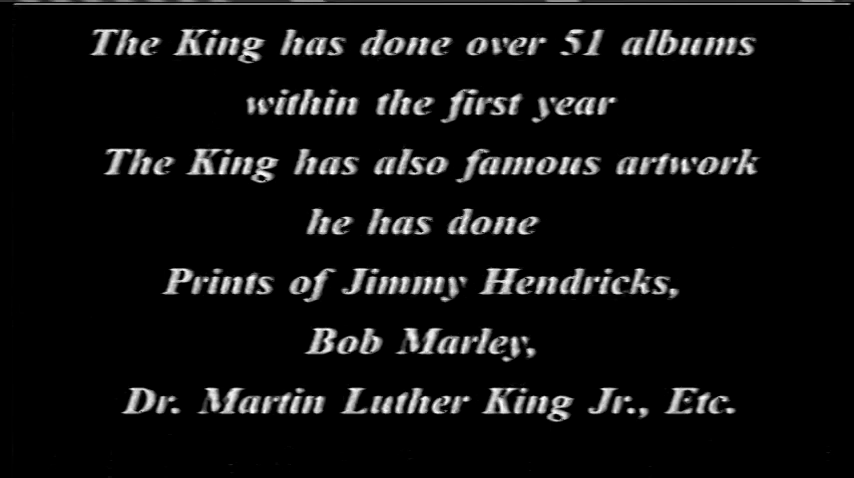 The King has done over 51 albums
within the first year
The King has also famous artwork
he has done
Prints of Jimmy Hendricks,
Bob Marley,
Dr. Martin Luther King Jr., Etc.